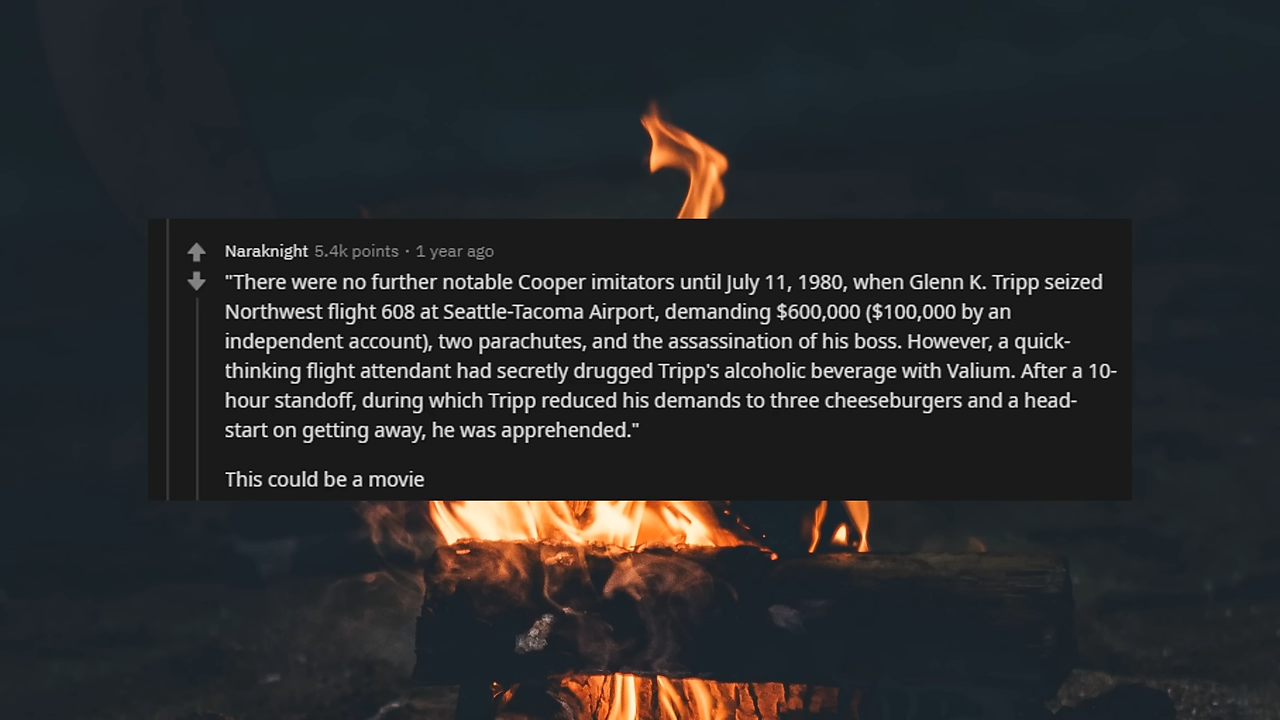 Naraknight 5.4k points · 1 year ago
"There were no further notable Cooper imitators until July 11, 1980, when Glenn K. Tripp seized
Northwest flight 608 at Seattle-Tacoma Airport, demanding $600,000 ($100,000 by an
independent account), two parachutes, and the assassination of his boss. However, a quick-
thinking flight attendant had secretly drugged Tripp's alcoholic beverage with Valium. After a 10-
hour standoff, during which Tripp reduced his demands to three cheeseburgers and a head-
start on getting away, he was apprehended."
This could be a movie